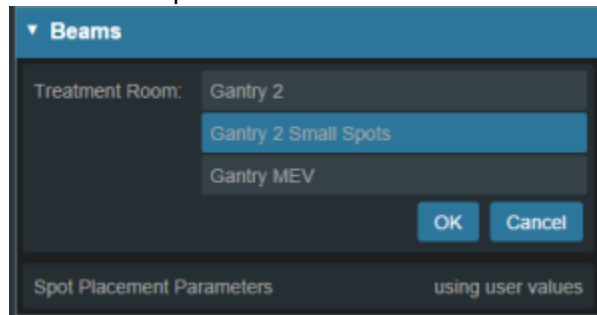 ▼ Beams
Treatment Room: Gantry 2
Gantry 2 Small Spots
Gantry MEV
OK Cancel
Spot Placement Parameters using user values